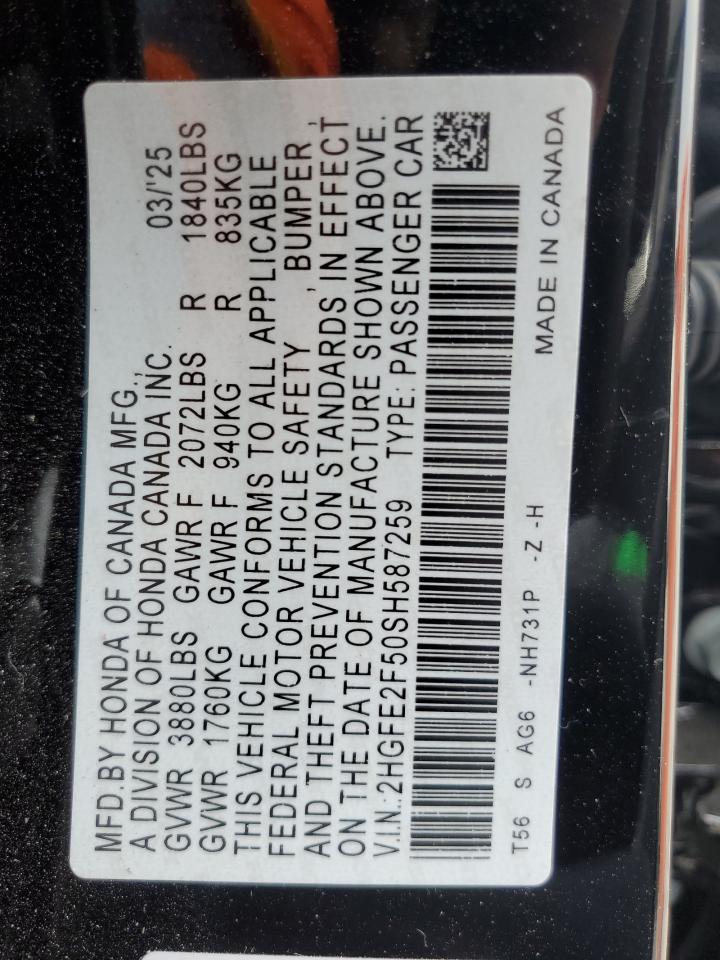 MFD.BY HONDA OF CANADA MFG.,
A DIVISION OF HONDA CANADA INC. 03/'25
GVWR 3880LBS GAWR F 2072LBS R 1840LBS
GVWR 1760KG GAWR F 940KG R 835KG
THIS VEHICLE CONFORMS TO ALL APPLICABLE
FEDERAL MOTOR VEHICLE SAFETY , BUMPER ,
AND THEFT PREVENTION STANDARDS IN EFFECT
ON THE DATE OF MANUFACTURE SHOWN ABOVE.
V.I.N.:2HGFE2F50SH587259 TYPE: PASSENGER CAR
T56 S AG6 -NH731P -Z -H MADE IN CANADA